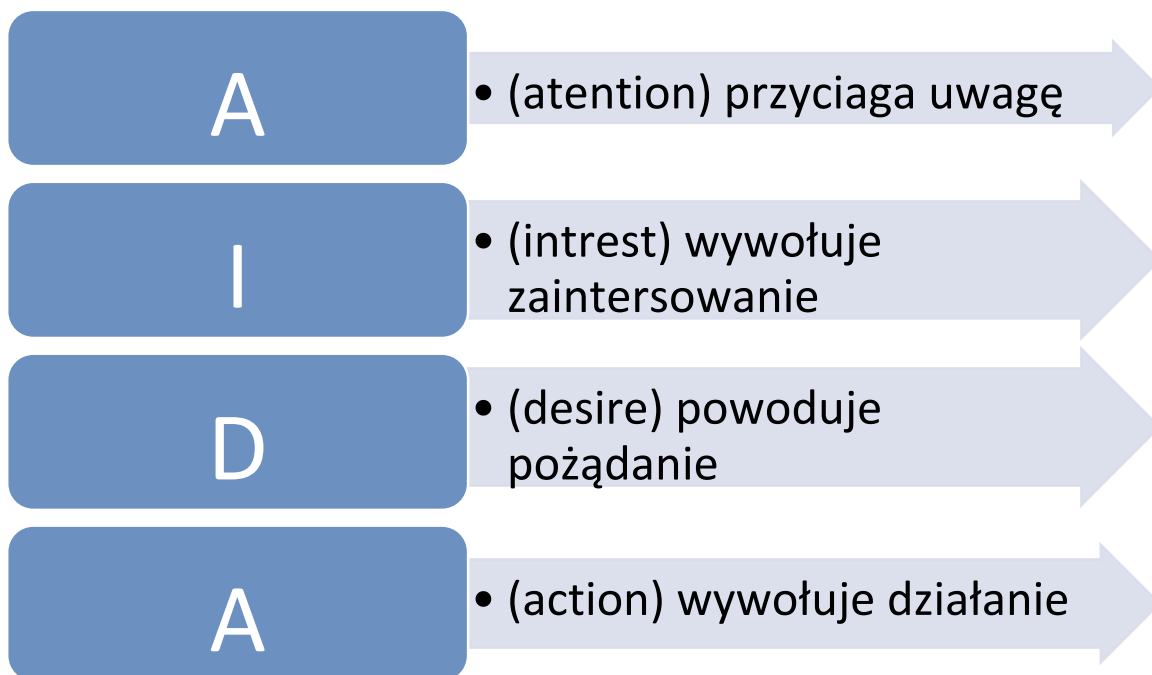 A
• (atention) przyciaga uwagę
I
• (intrest) wywołuje
zaintersowanie
D
• (desire) powoduje
pożądanie
A
• (action) wywołuje działanie